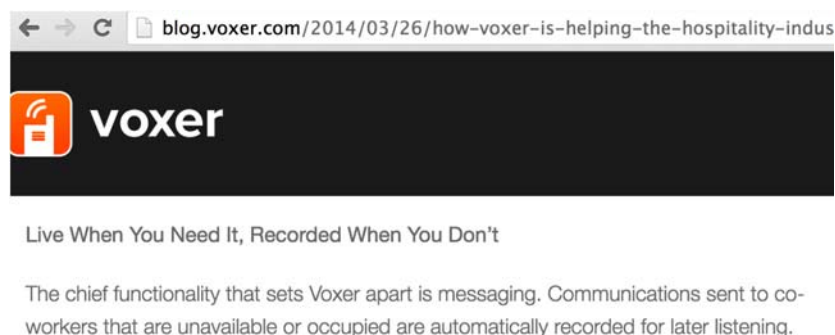 blog.voxer.com/2014/03/26/how-voxer-is-helping-the-hospitality-indus
voxer
Live When You Need It, Recorded When You Don't
The chief functionality that sets Voxer apart is messaging. Communications sent to co-
workers that are unavailable or occupied are automatically recorded for later listening.